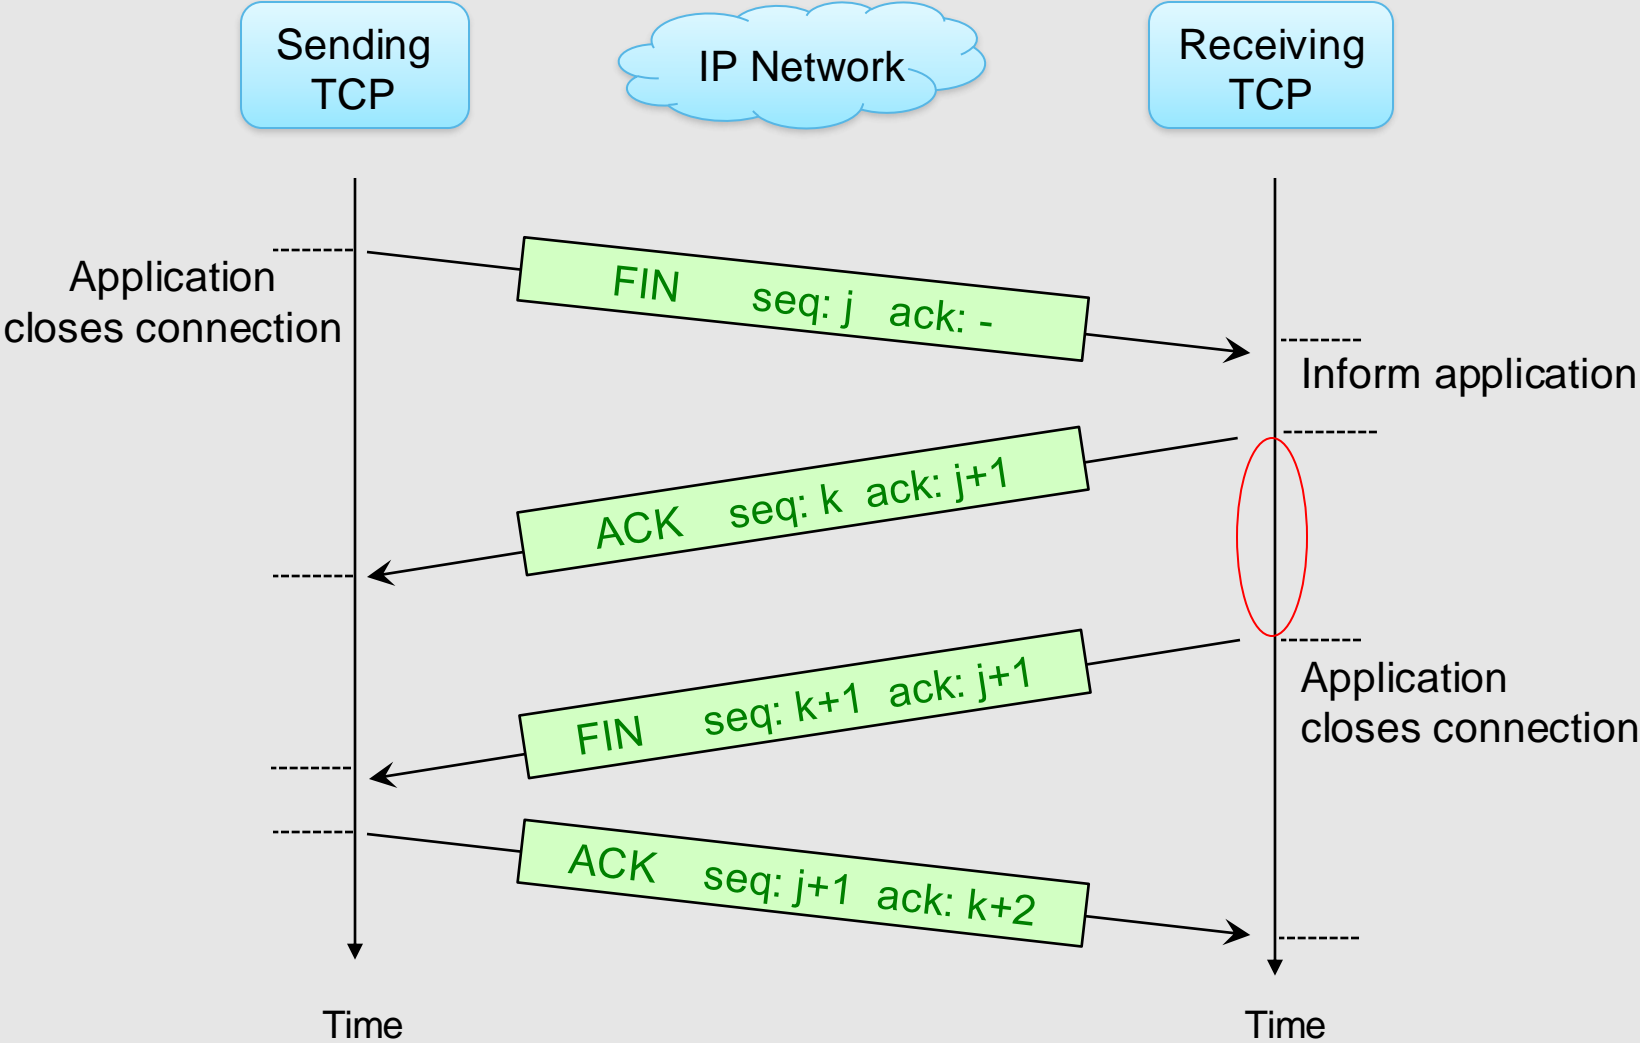 Sending
TCP
IP Network
Receiving
TCP
Application
closes connection
FIN seq: j ack: -
Inform application
ACK seq: k ack: j+1
FIN seq: k+1 ack: j+1
Application
closes connection
ACK seq: j+1 ack: k+2
Time
Time